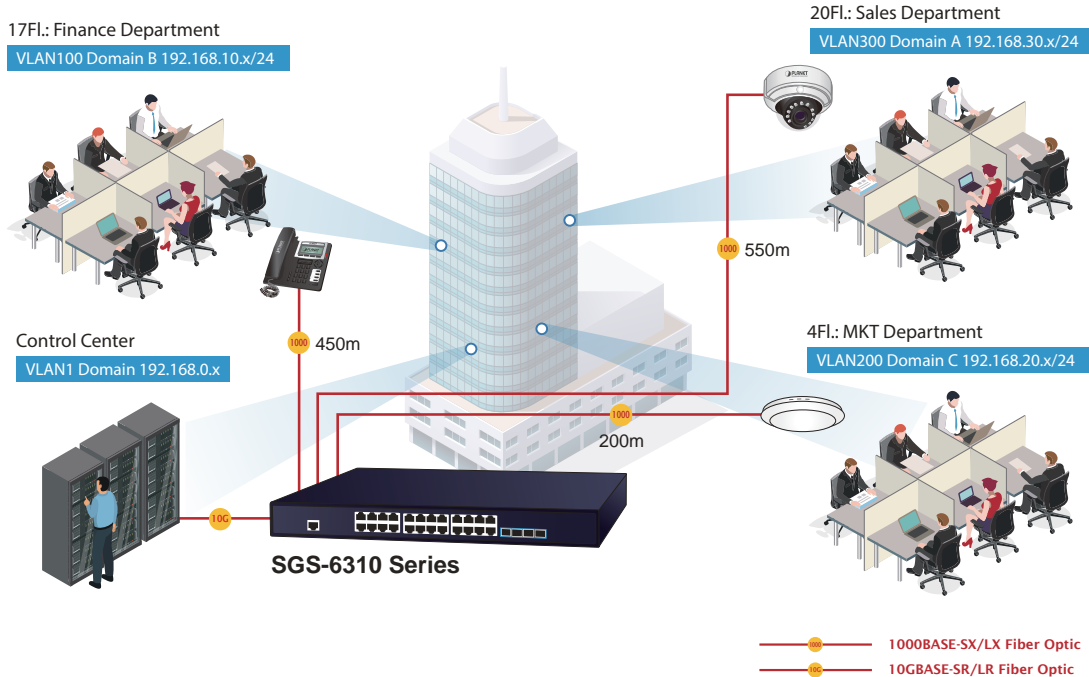 17Fl.: Finance Department
VLAN100 Domain B 192.168.10.x/24
20Fl.: Sales Department
VLAN300 Domain A 192.168.30.x/24
PLANET
1000
550m
1000
450m
Control Center
VLAN1 Domain 192.168.0.x
4Fl.: MKT Department
VLAN200 Domain C 192.168.20.x/24
1000
200m
10G
SGS-6310 Series
1000
1000BASE-SX/LX Fiber Optic
10G
10GBASE-SR/LR Fiber Optic